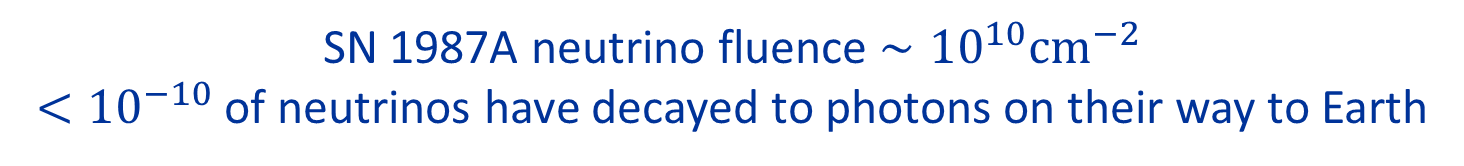 SN 1987A neutrino fluence ~ 10¹⁰cm⁻²
< 10⁻¹⁰ of neutrinos have decayed to photons on their way to Earth